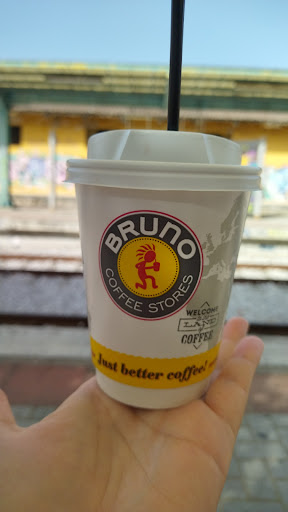 BRUNO
COFFEE STORES
WELCOME
LAND
COFFEE
Just better coffee!